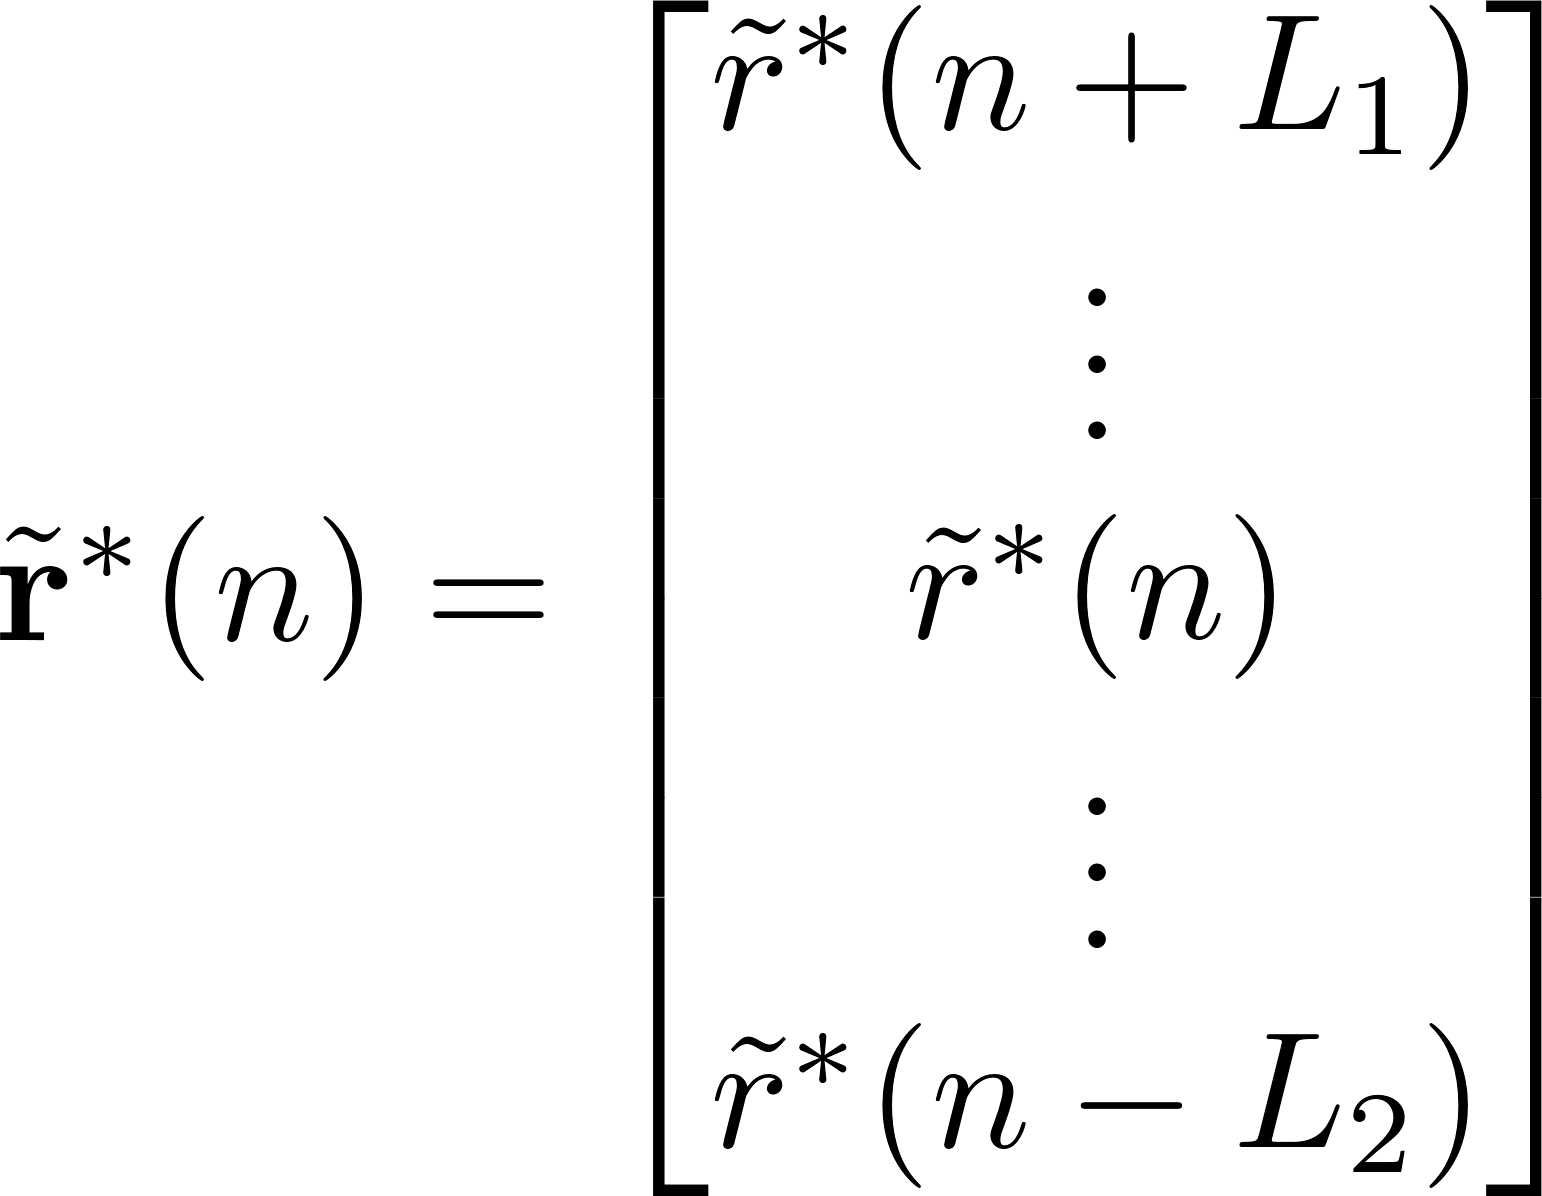 r̃*(n + L₁)
⋮
𝐫̃*(n) = r̃*(n)
⋮
r̃*(n − L₂)